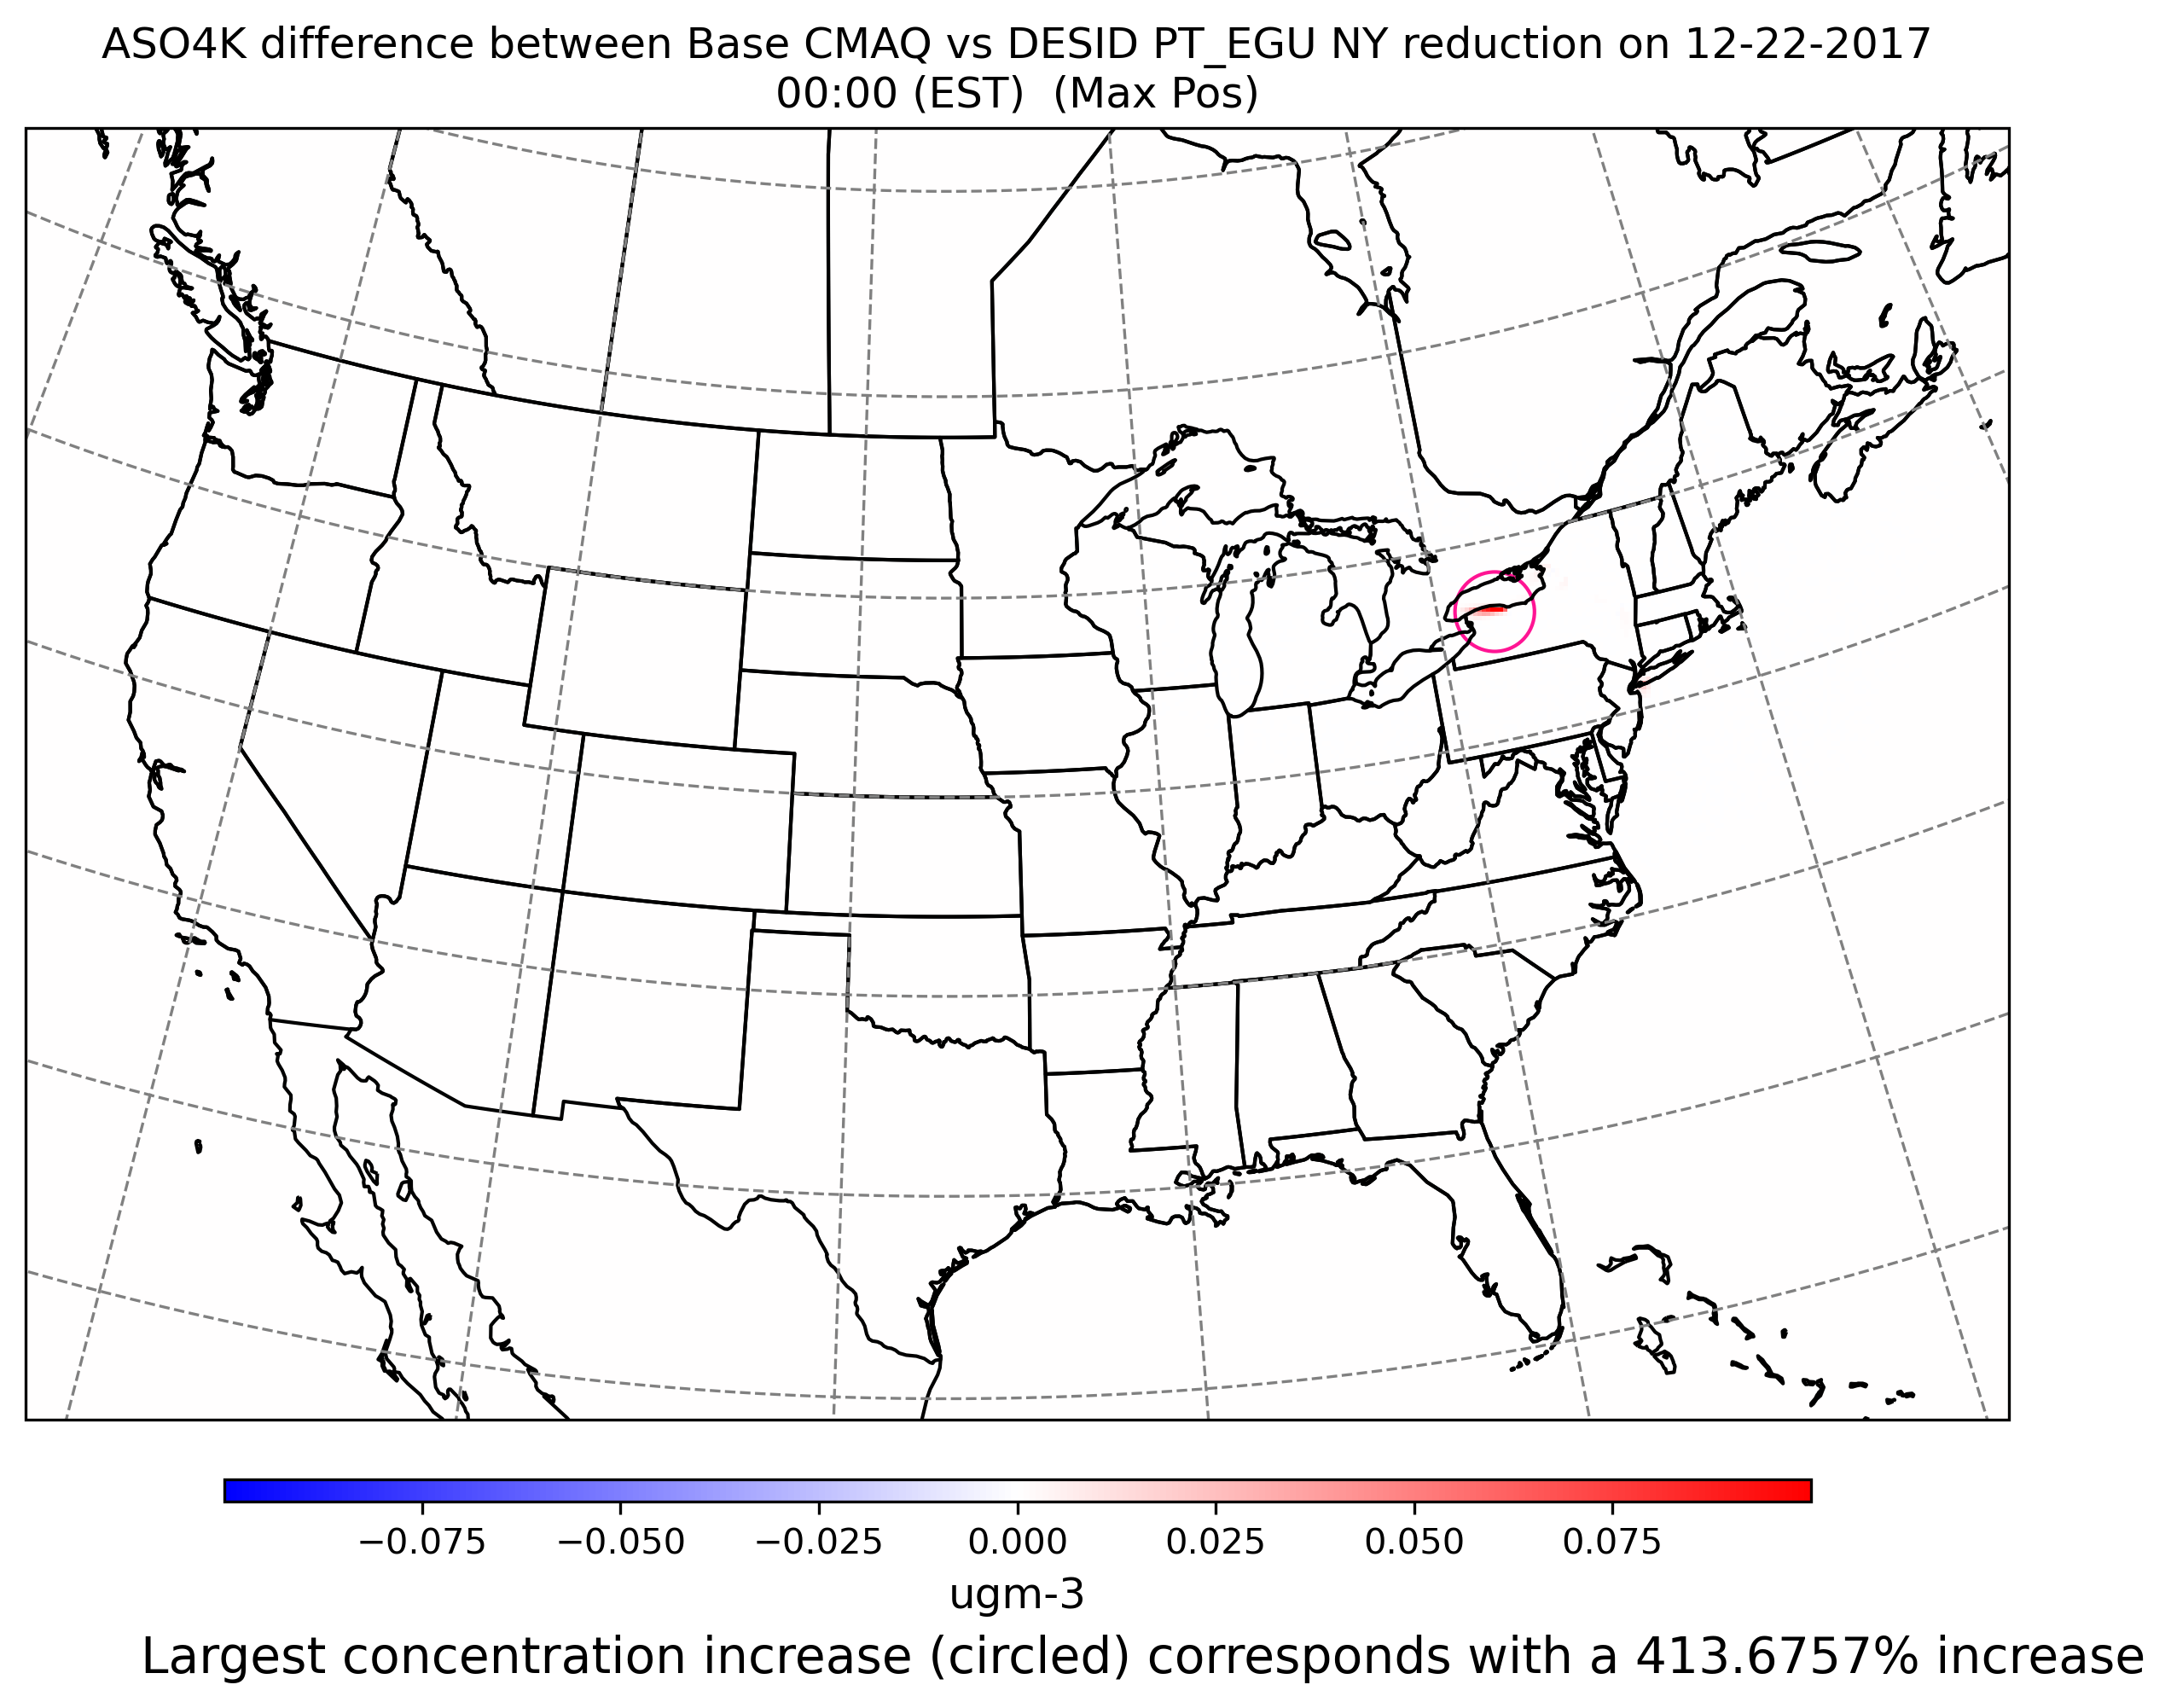 ASO4K difference between Base CMAQ vs DESID PT_EGU NY reduction on 12-22-2017
00:00 (EST)  (Max Pos)
−0.075 −0.050 −0.025 0.000 0.025 0.050 0.075
ugm-3
Largest concentration increase (circled) corresponds with a 413.6757% increase